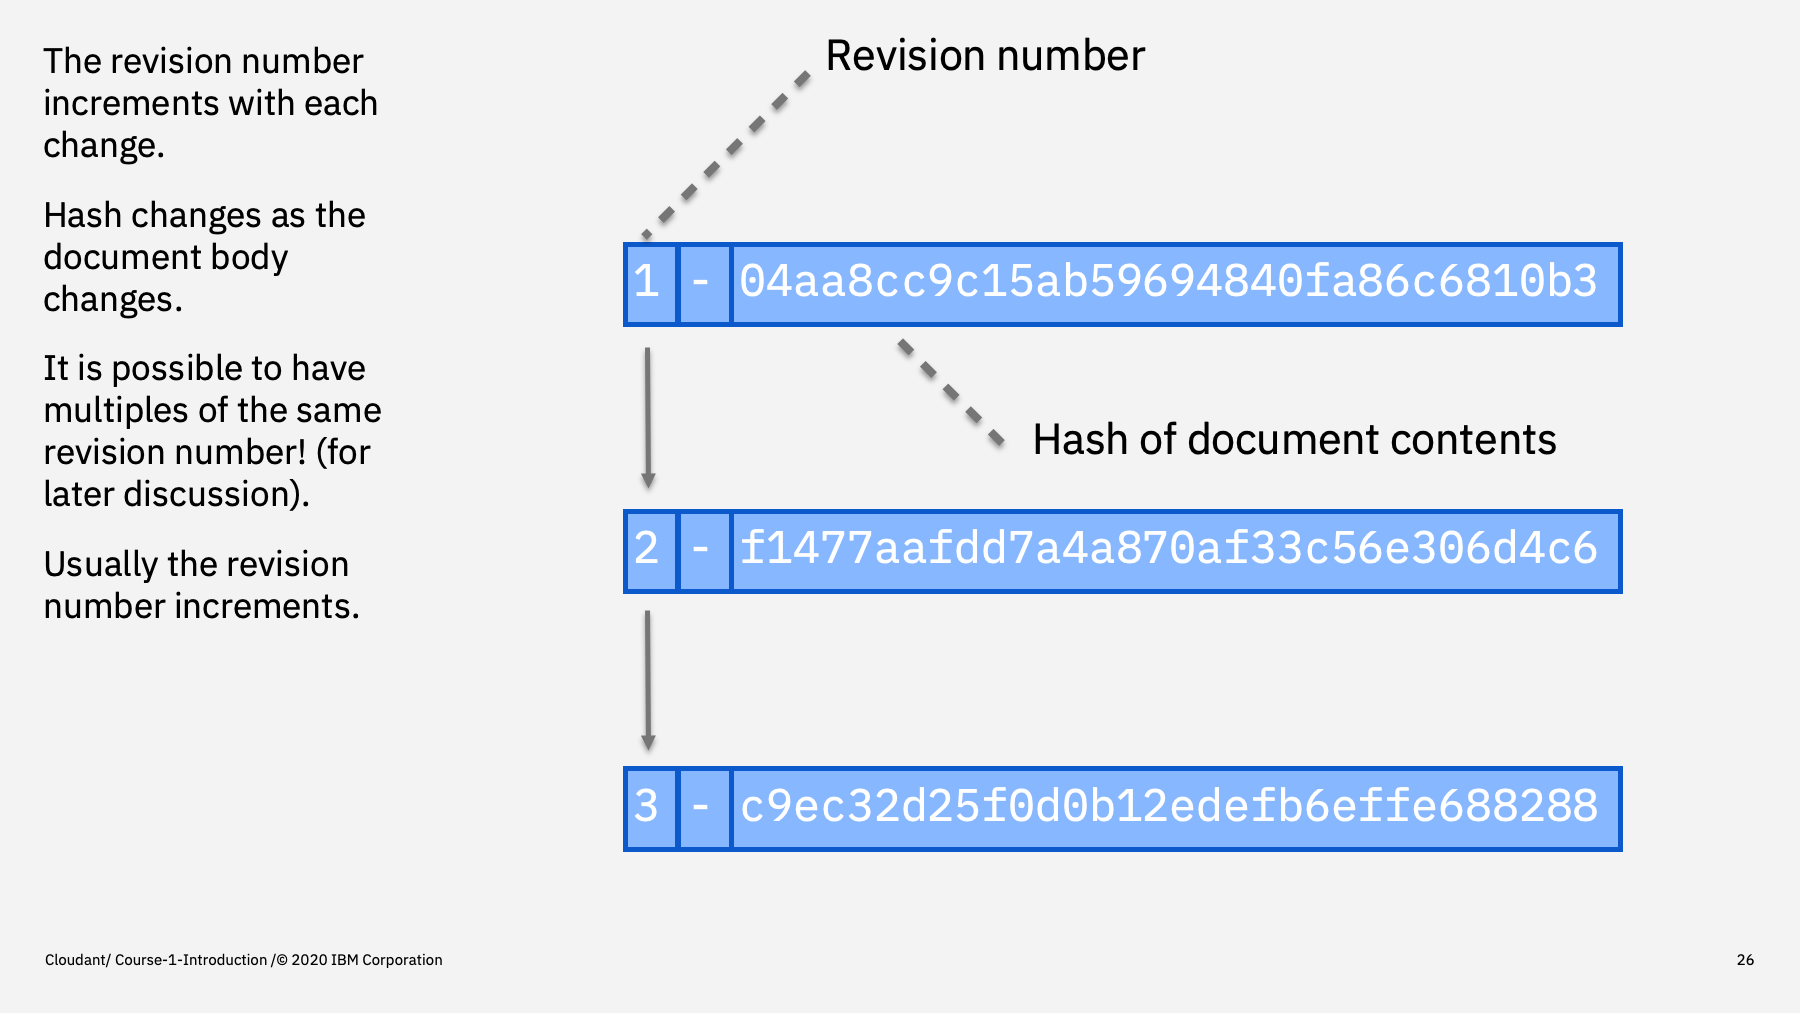 The revision number
increments with each
change.
Hash changes as the
document body
changes.
It is possible to have
multiples of the same
revision number! (for
later discussion).
Usually the revision
number increments.
Revision number
1 - 04aa8cc9c15ab59694840fa86c6810b3
Hash of document contents
2 - f1477aafdd7a4a870af33c56e306d4c6
3 - c9ec32d25f0d0b12edefb6effe688288
Cloudant/ Course-1-Introduction /© 2020 IBM Corporation
26